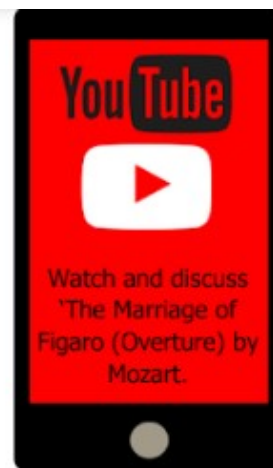 YouTube
Watch and discuss
‘The Marriage of
Figaro (Overture) by
Mozart.